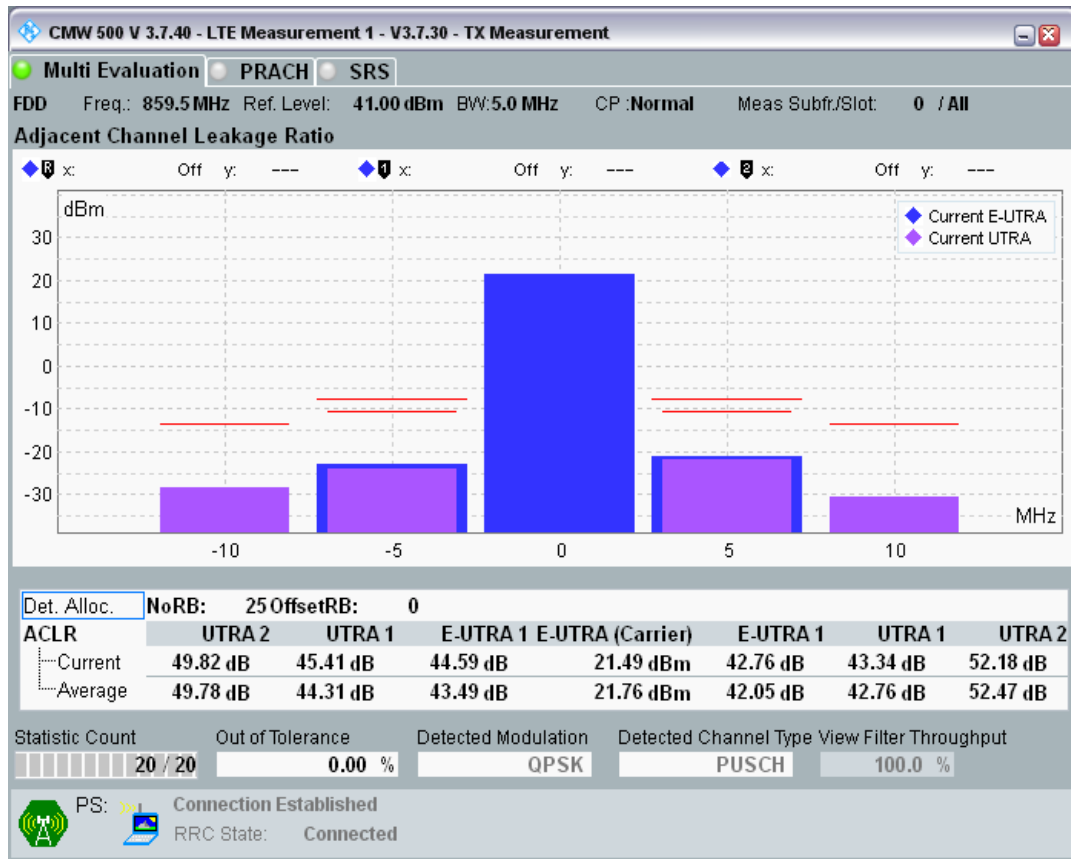 CMW 500 V 3.7.40 - LTE Measurement 1 - V3.7.30 - TX Measurement
Multi Evaluation PRACH SRS
FDD Freq.: 859.5 MHz Ref. Level: 41.00 dBm BW:5.0 MHz CP :Normal Meas Subfr./Slot: 0 / All
Adjacent Channel Leakage Ratio
R x: Off y: --- 1 x: Off y: --- 2 x: Off y: ---
dBm
Current E-UTRA
Current UTRA
30
20
10
0
-10
-20
-30
MHz
-10 -5 0 5 10
Det. Alloc. NoRB: 25 OffsetRB: 0
ACLR UTRA 2 UTRA 1 E-UTRA 1 E-UTRA (Carrier) E-UTRA 1 UTRA 1 UTRA 2
Current 49.82 dB 45.41 dB 44.59 dB 21.49 dBm 42.76 dB 43.34 dB 52.18 dB
Average 49.78 dB 44.31 dB 43.49 dB 21.76 dBm 42.05 dB 42.76 dB 52.47 dB
Statistic Count Out of Tolerance Detected Modulation Detected Channel Type View Filter Throughput
20 / 20 0.00 % QPSK PUSCH 100.0 %
PS: Connection Established
RRC State: Connected